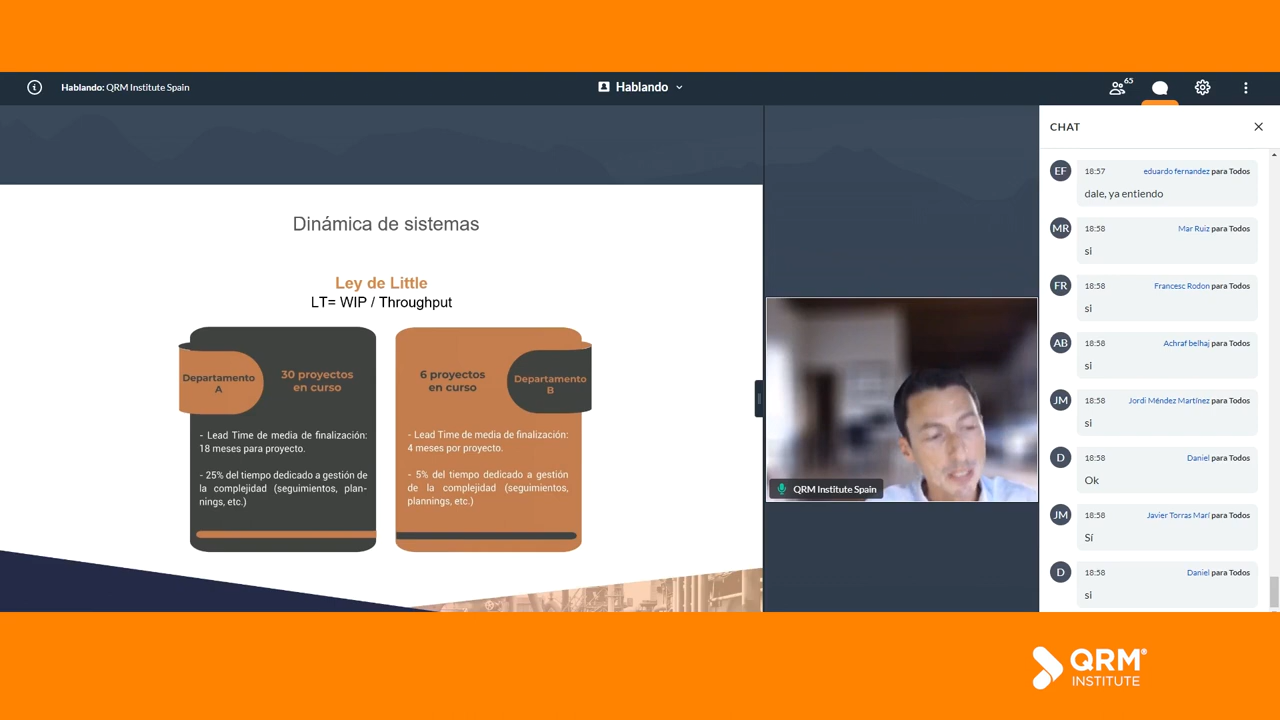 Hablando: QRM Institute Spain
Hablando
65
Dinámica de sistemas
Ley de Little
LT= WIP / Throughput
Departamento
A
30 proyectos
en curso
- Lead Time de media de finalización:
18 meses para proyecto.
- 25% del tiempo dedicado a gestión de
la complejidad (seguimientos, plan-
nings, etc.)
6 proyectos
en curso
Departamento
B
- Lead Time de media de finalización:
4 meses por proyecto.
- 5% del tiempo dedicado a gestión
de la complejidad (seguimientos,
plannings, etc.)
QRM Institute Spain
CHAT
EF
18:57 eduardo fernandez para Todos
dale, ya entiendo
MR
18:58 Mar Ruiz para Todos
si
FR
18:58 Francesc Rodon para Todos
si
AB
18:58 Achraf belhaj para Todos
si
JM
18:58 Jordi Méndez Martínez para Todos
si
D
18:58 Daniel para Todos
Ok
JM
18:58 Javier Torras Marí para Todos
Sí
D
18:58 Daniel para Todos
si
QRM®
INSTITUTE